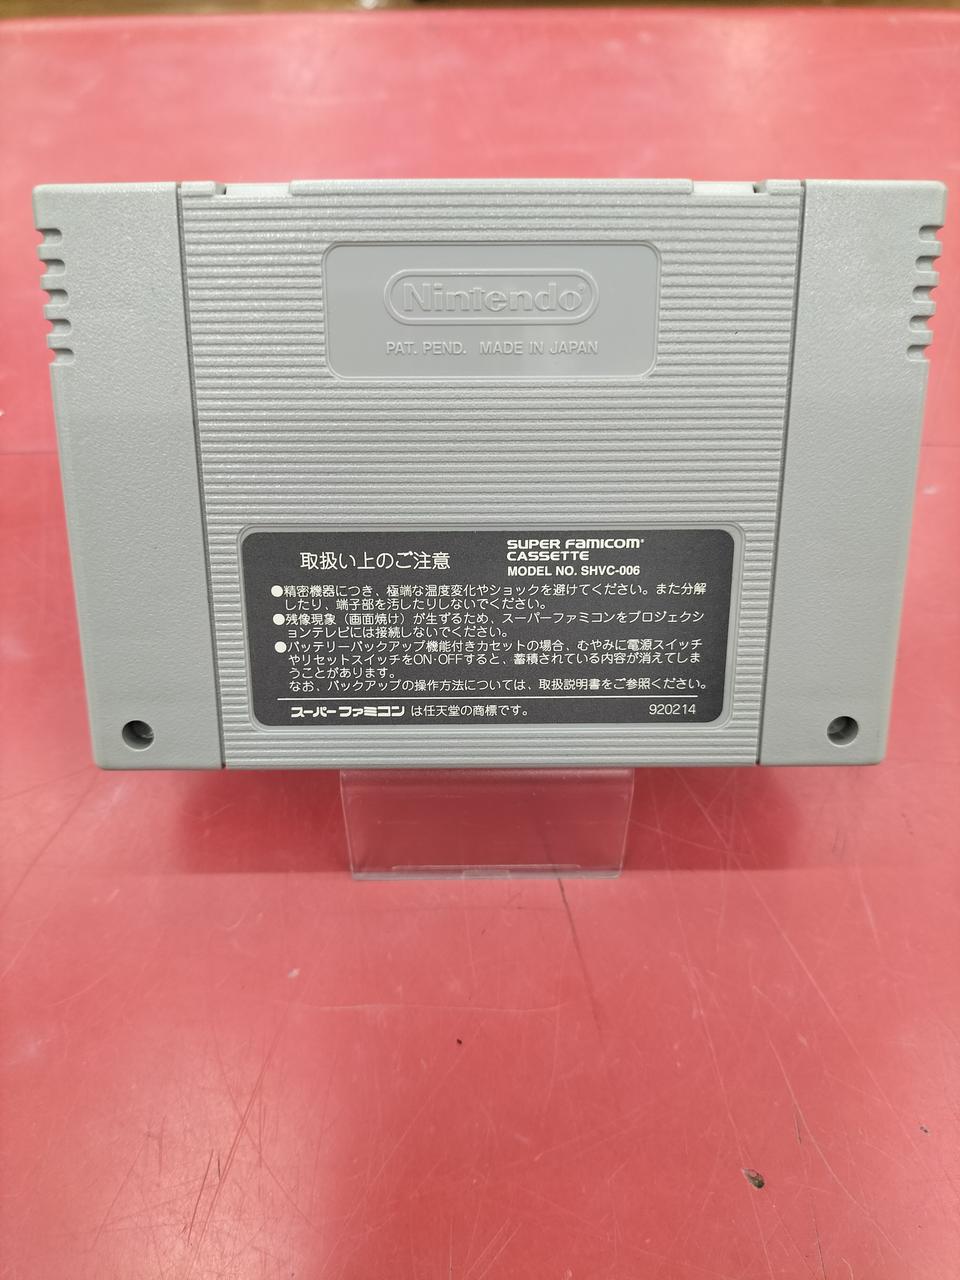 Nintendo®
PAT. PEND. MADE IN JAPAN
取扱い上のご注意
SUPER FAMICOM®
CASSETTE
MODEL NO. SHVC-006
●精密機器につき、極端な温度変化やショックを避けてください。また分解
したり、端子部を汚したりしないでください。
●残像現象（画面焼け）が生ずるため、スーパーファミコンをプロジェクシ
ョンテレビには接続しないでください。
●バッテリーバックアップ機能付きカセットの場合、むやみに電源スイッチ
やリセットスイッチをON・OFFすると、蓄積されている内容が消えてしま
うことがあります。
なお、バックアップの操作方法については、取扱説明書をご参照ください。
スーパーファミコン は任天堂の商標です。
920214